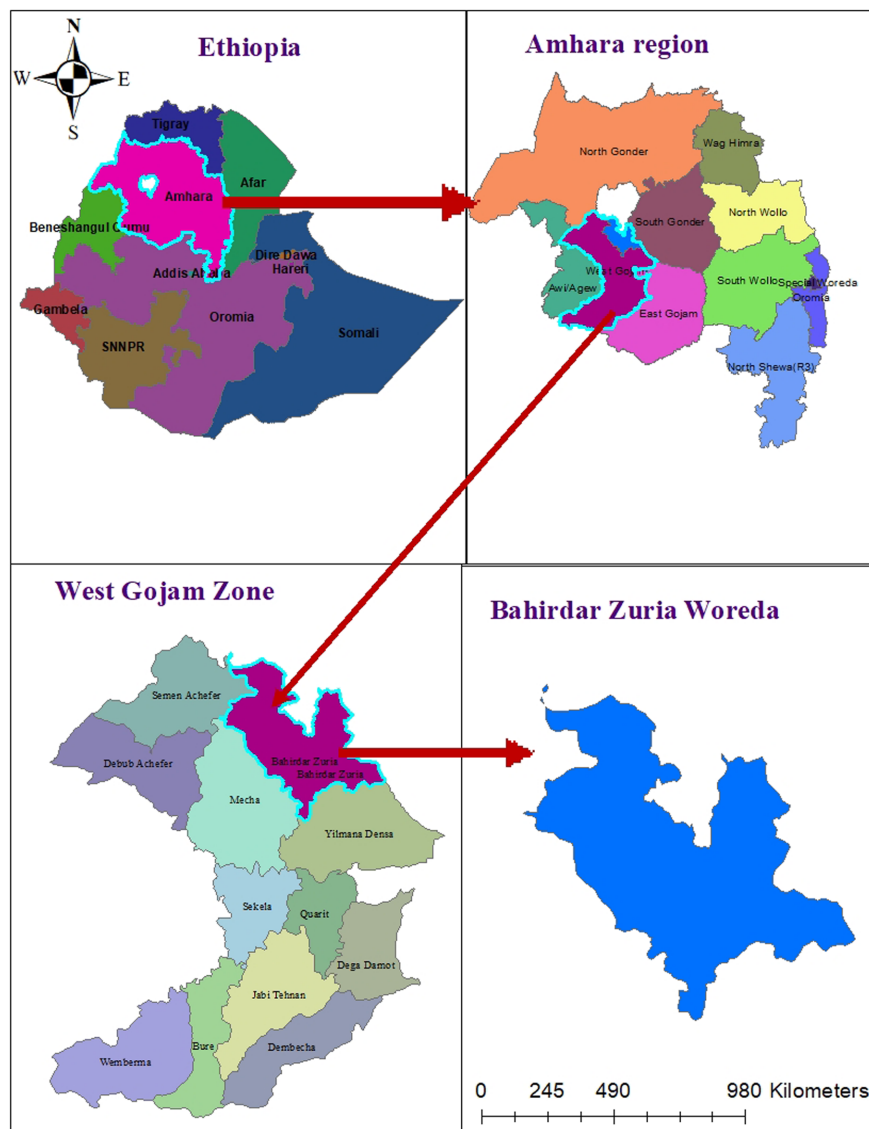 Ethiopia
N
W E
S
Tigray
Afar
Amhara
Beneshangul Gumu
Dire Dawa
Hareri
Addis Ababa
Gambela
Oromia
Somali
SNNPR
Amhara region
North Gonder
Wag Himra
South Gonder
North Wollo
West Gojam
Awi/Agew
South Wollo
Special Woreda
Oromia
East Gojam
North Shewa(R3)
West Gojam Zone
Semen Achefer
Debub Achefer
Bahirdar Zuria
Bahirdar Zuria
Mecha
Yilmana Densa
Sekela
Quarit
Dega Damot
Jabi Tehnan
Bure
Dembecha
Wemberma
Bahirdar Zuria Woreda
0 245 490 980 Kilometers